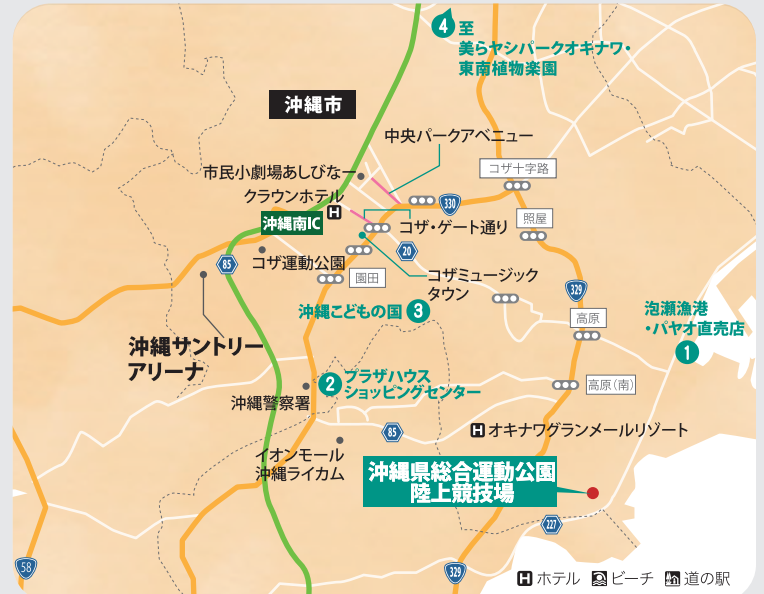 4 至
美らヤシパークオキナワ・
東南植物楽園
沖縄市
中央パークアベニュー
コザ十字路
市民小劇場あしびなー
クラウンホテル
H
330
沖縄南IC
コザ・ゲート通り
照屋
20
85
コザ運動公園
園田
コザミュージック
タウン
329
沖縄こどもの国 3
高原
泡瀬漁港
・パヤオ直売店
1
沖縄サントリー
アリーナ
2 プラザハウス
ショッピングセンター
高原(南)
沖縄警察署
85
H オキナワグランメールリゾート
イオンモール
沖縄ライカム
沖縄県総合運動公園
陸上競技場
227
58
329
H ホテル ビーチ 道の駅